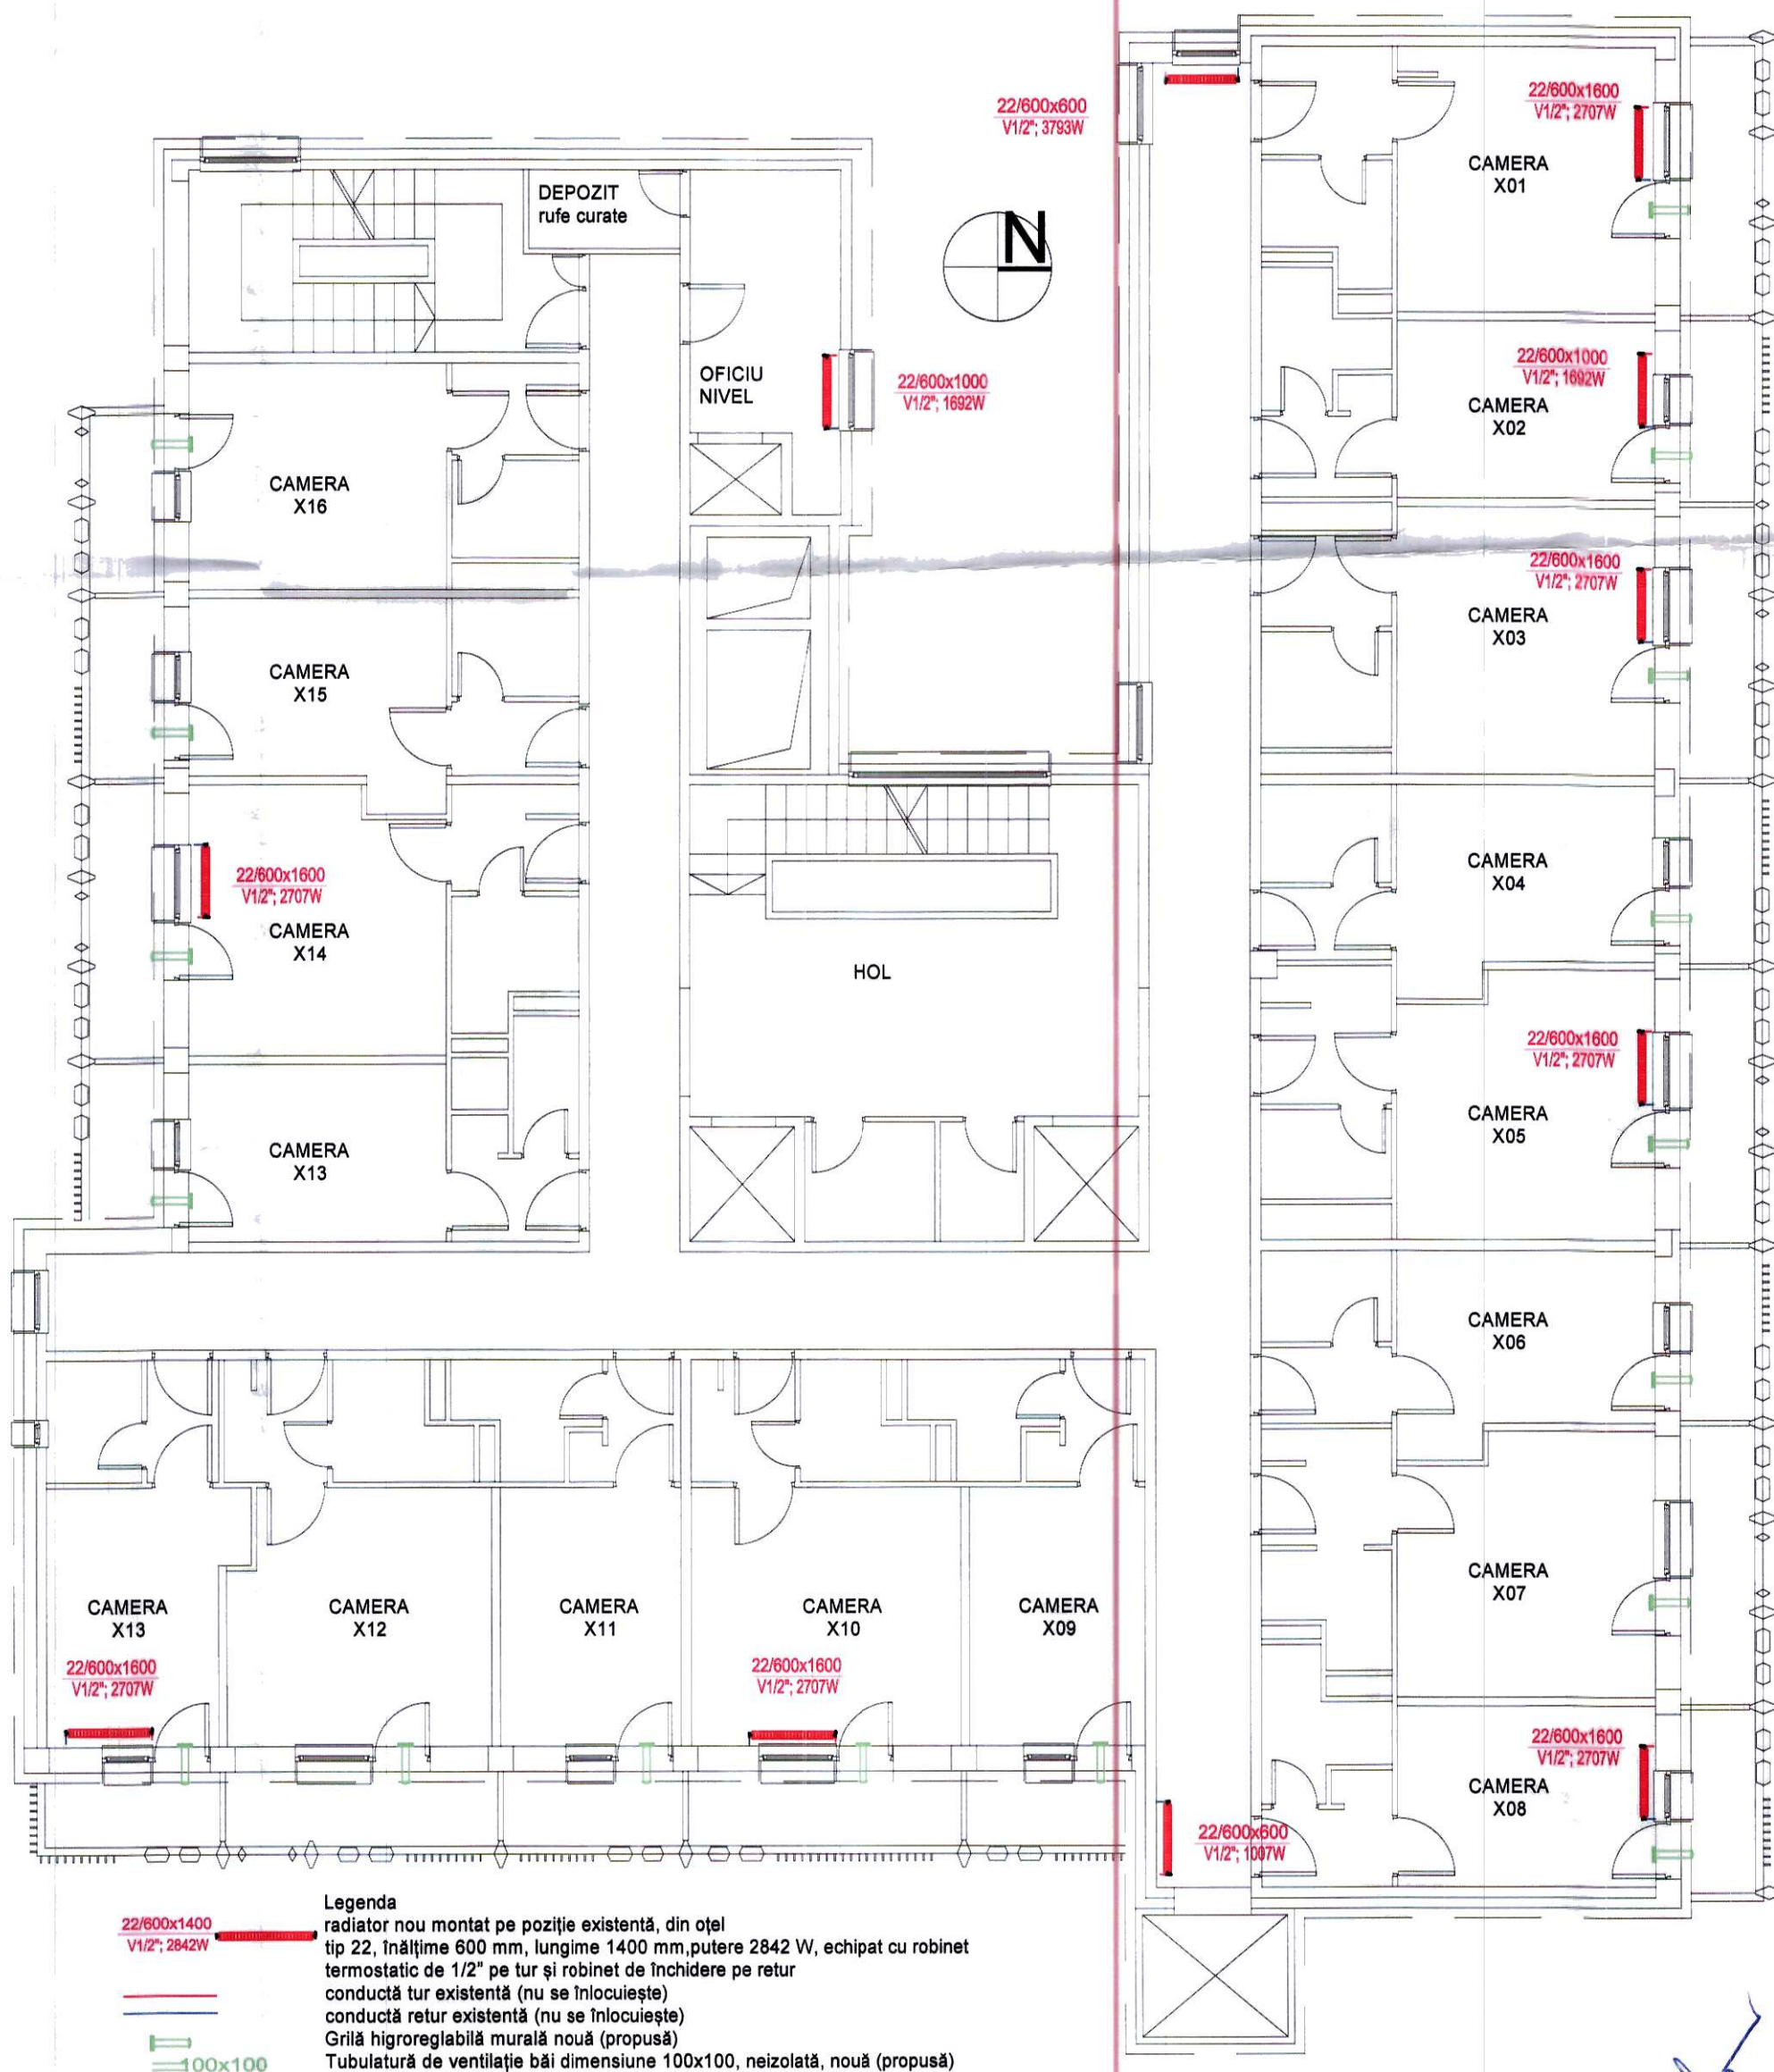 22/600x600
V1/2"; 3793W
22/600x1600
V1/2"; 2707W
CAMERA
X01
DEPOZIT
rufe curate
N
OFICIU
NIVEL
22/600x1000
V1/2"; 1692W
22/600x1000
V1/2"; 1692W
CAMERA
X02
CAMERA
X16
22/600x1600
V1/2"; 2707W
CAMERA
X03
CAMERA
X15
22/600x1600
V1/2"; 2707W
CAMERA
X14
CAMERA
X04
HOL
22/600x1600
V1/2"; 2707W
CAMERA
X05
CAMERA
X13
CAMERA
X06
CAMERA
X07
CAMERA
X13
CAMERA
X12
CAMERA
X11
CAMERA
X10
CAMERA
X09
22/600x1600
V1/2"; 2707W
22/600x1600
V1/2"; 2707W
22/600x1600
V1/2"; 2707W
CAMERA
X08
22/600x600
V1/2"; 1007W
Legenda
22/600x1400
V1/2"; 2842W
radiator nou montat pe poziție existentă, din oțel
tip 22, înălțime 600 mm, lungime 1400 mm,putere 2842 W, echipat cu robinet
termostatic de 1/2" pe tur și robinet de închidere pe retur
conductă tur existentă (nu se înlocuiește)
conductă retur existentă (nu se înlocuiește)
Grilă higroreglabilă murală nouă (propusă)
100x100 Tubulatură de ventilație băi dimensiune 100x100, neizolată, nouă (propusă)